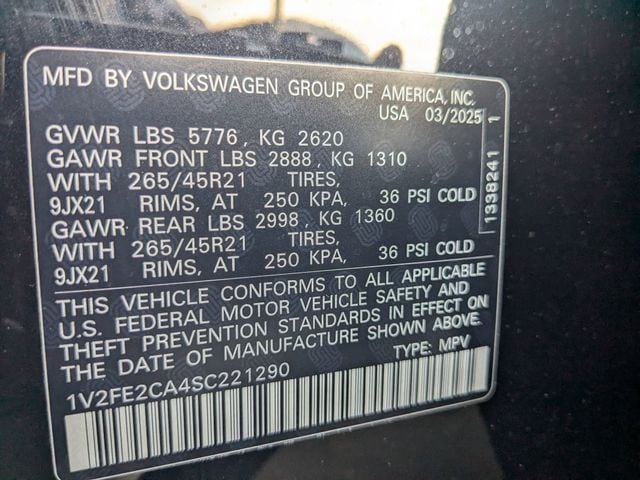 MFD BY VOLKSWAGEN GROUP OF AMERICA, INC.
USA 03/2025
GVWR LBS 5776, KG 2620
GAWR FRONT LBS 2888, KG 1310
WITH 265/45R21 TIRES,
9JX21 RIMS, AT 250 KPA, 36 PSI COLD
GAWR REAR LBS 2998, KG 1360
WITH 265/45R21 TIRES,
9JX21 RIMS, AT 250 KPA, 36 PSI COLD
THIS VEHICLE CONFORMS TO ALL APPLICABLE
U.S. FEDERAL MOTOR VEHICLE SAFETY AND
THEFT PREVENTION STANDARDS IN EFFECT ON
THE DATE OF MANUFACTURE SHOWN ABOVE.
TYPE: MPV
1V2FE2CA4SC221290
1338241 1